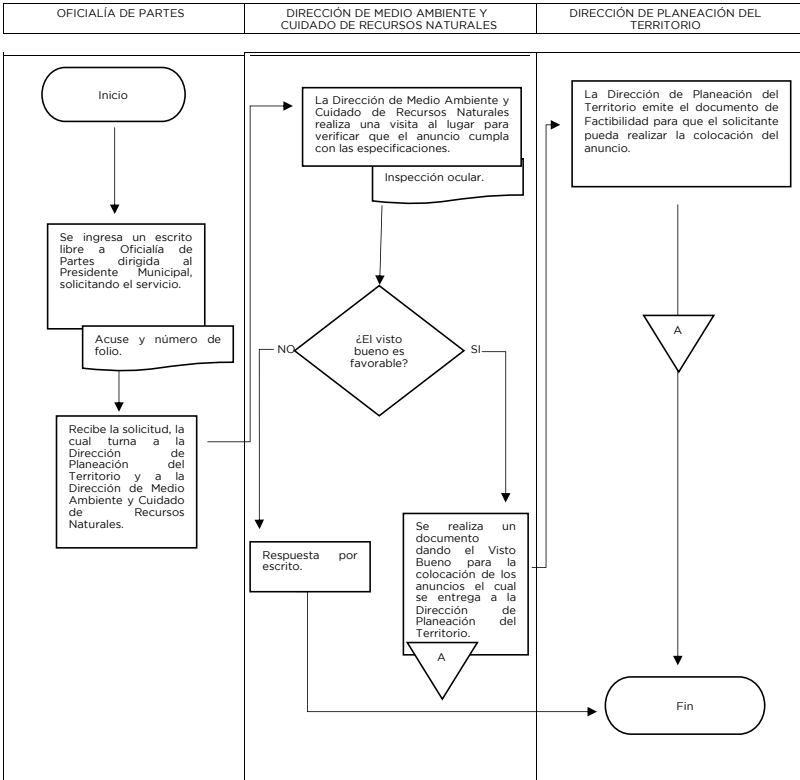 OFICIALÍA DE PARTES
DIRECCIÓN DE MEDIO AMBIENTE Y
CUIDADO DE RECURSOS NATURALES
DIRECCIÓN DE PLANEACIÓN DEL
TERRITORIO
Inicio
Se ingresa un escrito
libre a Oficialía de
Partes dirigida al
Presidente Municipal,
solicitando el servicio.
Acuse y número de
folio.
Recibe la solicitud, la
cual turna a la
Dirección de
Planeación del
Territorio y a la
Dirección de Medio
Ambiente y Cuidado
de Recursos
Naturales.
La Dirección de Medio Ambiente y
Cuidado de Recursos Naturales
realiza una visita al lugar para
verificar que el anuncio cumpla
con las especificaciones.
Inspección ocular.
¿El visto
bueno es
favorable?
NO
SI
Respuesta por
escrito.
Se realiza un
documento
dando el Visto
Bueno para la
colocación de los
anuncios el cual
se entrega a la
Dirección de
Planeación del
Territorio.
A
La Dirección de Planeación del
Territorio emite el documento de
Factibilidad para que el solicitante
pueda realizar la colocación del
anuncio.
A
Fin